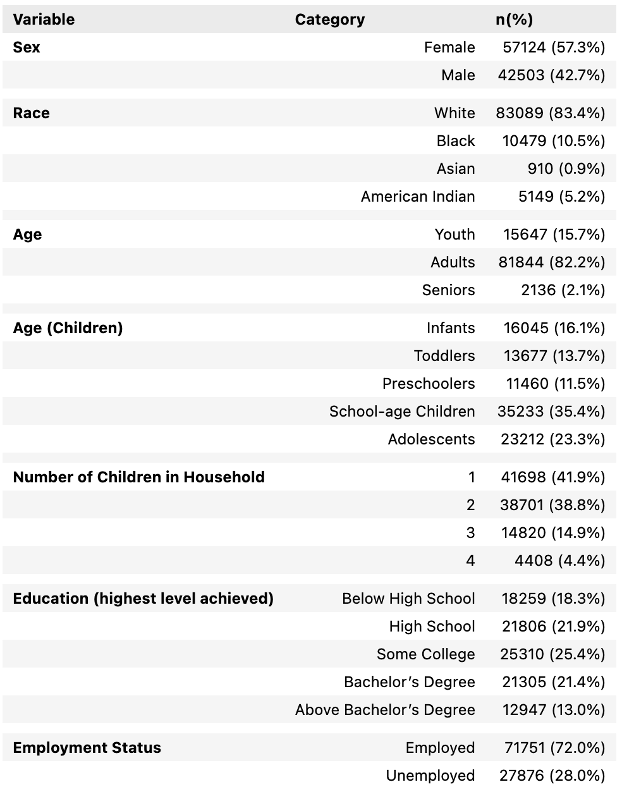 Variable Category n(%)
Sex Female 57124 (57.3%)
Male 42503 (42.7%)
Race White 83089 (83.4%)
Black 10479 (10.5%)
Asian 910 (0.9%)
American Indian 5149 (5.2%)
Age Youth 15647 (15.7%)
Adults 81844 (82.2%)
Seniors 2136 (2.1%)
Age (Children) Infants 16045 (16.1%)
Toddlers 13677 (13.7%)
Preschoolers 11460 (11.5%)
School-age Children 35233 (35.4%)
Adolescents 23212 (23.3%)
Number of Children in Household 1 41698 (41.9%)
2 38701 (38.8%)
3 14820 (14.9%)
4 4408 (4.4%)
Education (highest level achieved) Below High School 18259 (18.3%)
High School 21806 (21.9%)
Some College 25310 (25.4%)
Bachelor’s Degree 21305 (21.4%)
Above Bachelor’s Degree 12947 (13.0%)
Employment Status Employed 71751 (72.0%)
Unemployed 27876 (28.0%)